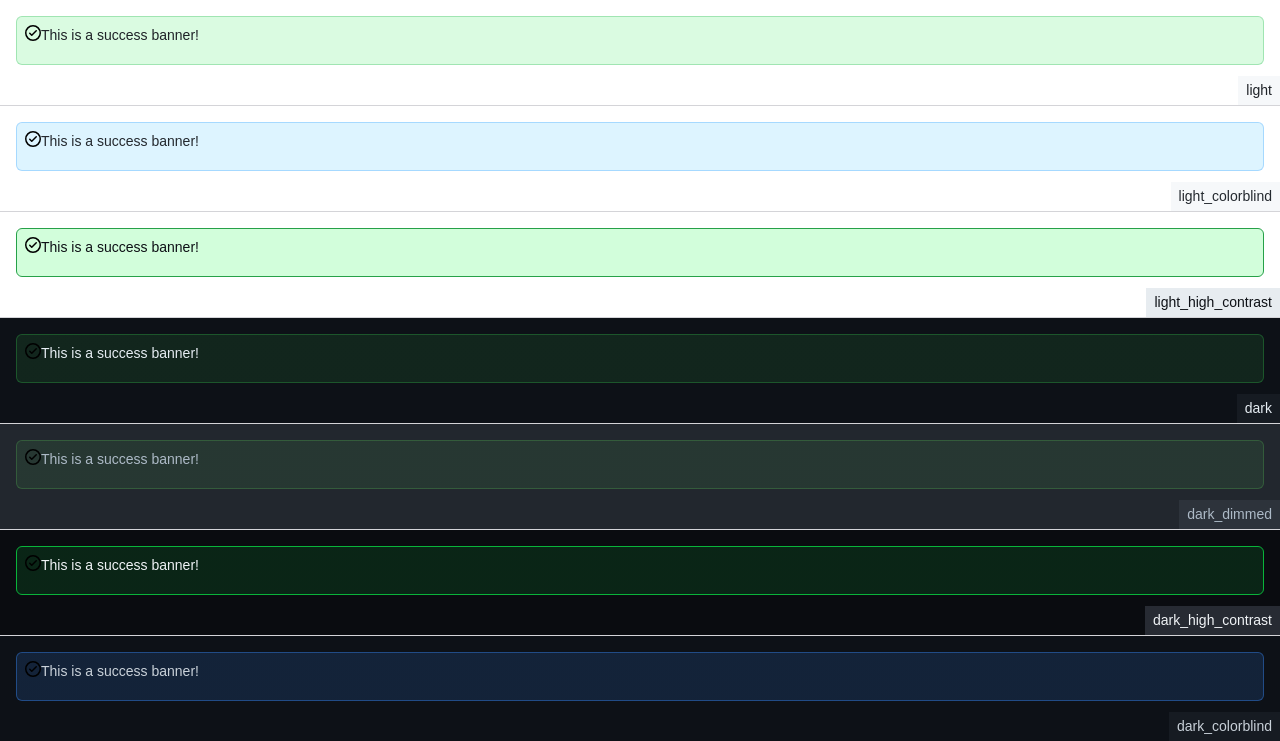 This is a success banner!
light
This is a success banner!
light_colorblind
This is a success banner!
light_high_contrast
This is a success banner!
dark
This is a success banner!
dark_dimmed
This is a success banner!
dark_high_contrast
This is a success banner!
dark_colorblind